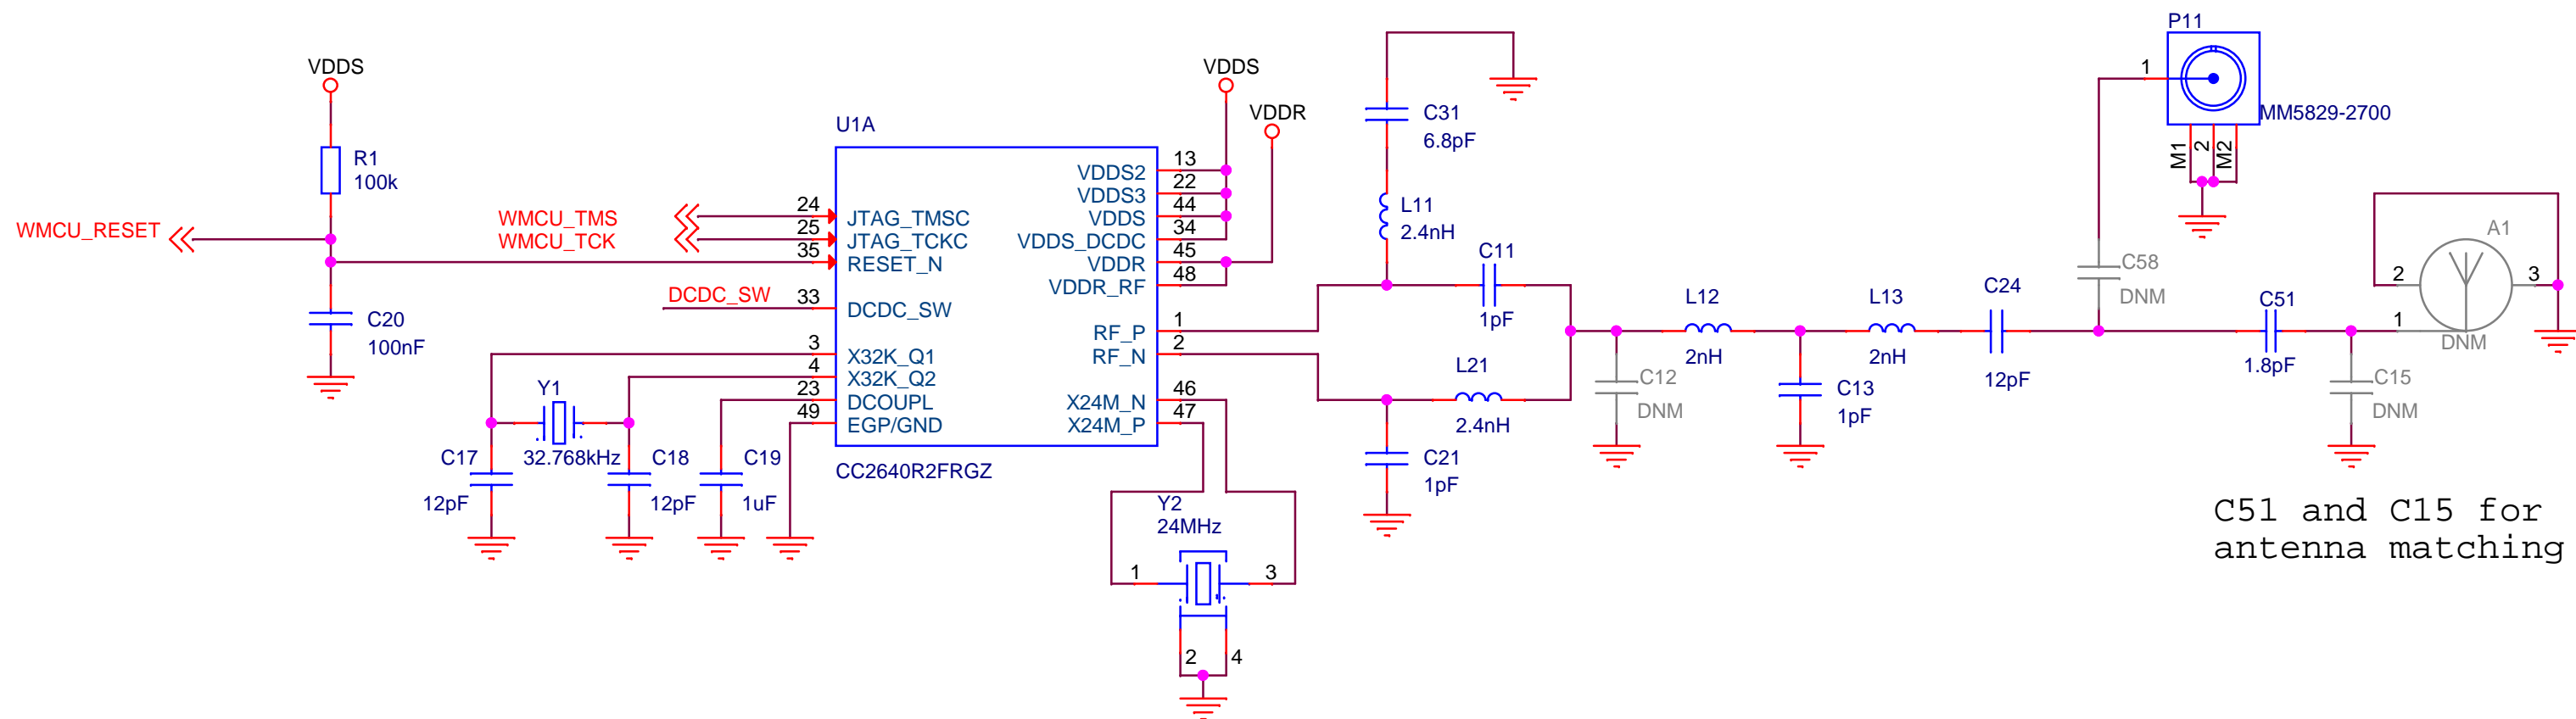 VDDS
R1
100k
WMCU_RESET
C20
100nF
WMCU_TMS
WMCU_TCK
DCDC_SW
U1A
24
JTAG_TMSC
25
JTAG_TCKC
35
RESET_N
33
DCDC_SW
3
X32K_Q1
4
X32K_Q2
23
DCOUPL
49
EGP/GND
VDDS2
13
VDDS3
22
VDDS
44
VDDS_DCDC
34
VDDR
45
VDDR_RF
48
RF_P
1
RF_N
2
X24M_N
46
X24M_P
47
CC2640R2FRGZ
VDDS
VDDR
Y1
32.768kHz
C17
12pF
C18
12pF
C19
1uF
Y2
24MHz
1
3
2
4
C31
6.8pF
L11
2.4nH
C11
1pF
L21
2.4nH
C21
1pF
C12
DNM
L12
2nH
C13
1pF
L13
2nH
C24
12pF
P11
1
MM5829-2700
M1
2
M2
C58
DNM
C51
1.8pF
C15
DNM
A1
2
3
1
DNM
C51 and C15 for
antenna matching